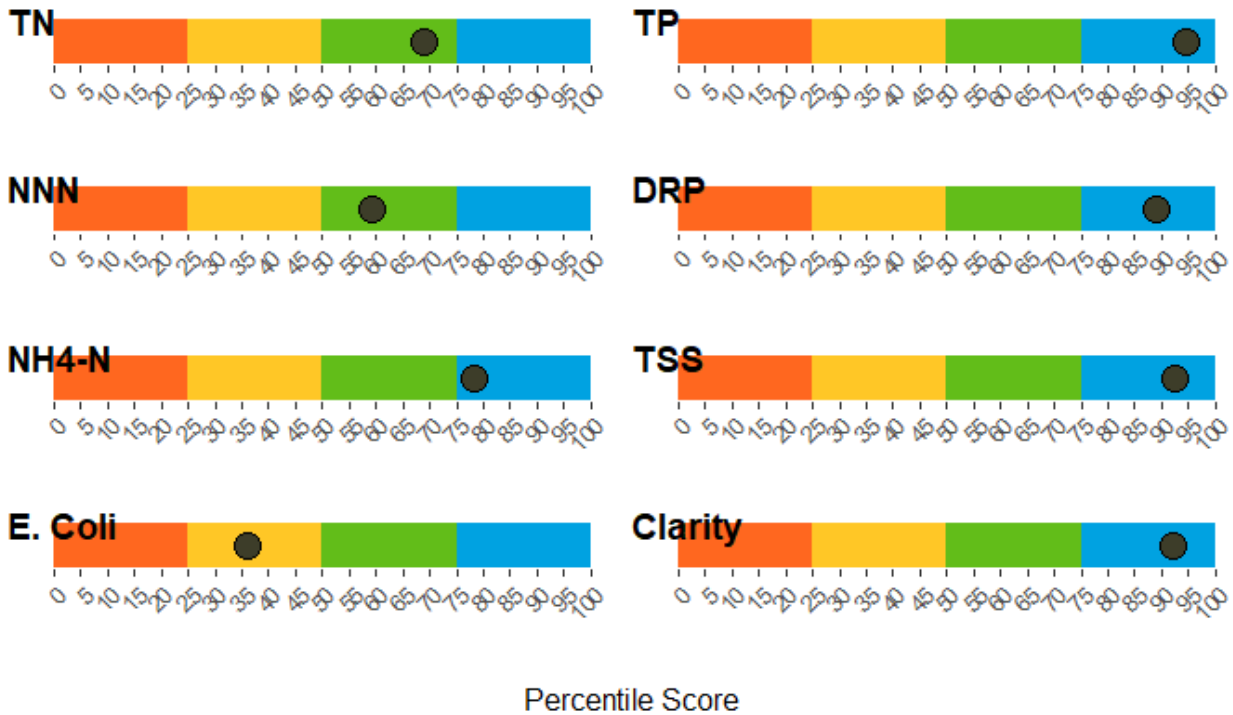 TN TP
0 5 10 15 20 25 30 35 40 45 50 55 60 65 70 75 80 85 90 95 100 0 5 10 15 20 25 30 35 40 45 50 55 60 65 70 75 80 85 90 95 100
NNN DRP
0 5 10 15 20 25 30 35 40 45 50 55 60 65 70 75 80 85 90 95 100 0 5 10 15 20 25 30 35 40 45 50 55 60 65 70 75 80 85 90 95 100
NH4-N TSS
0 5 10 15 20 25 30 35 40 45 50 55 60 65 70 75 80 85 90 95 100 0 5 10 15 20 25 30 35 40 45 50 55 60 65 70 75 80 85 90 95 100
E. Coli Clarity
0 5 10 15 20 25 30 35 40 45 50 55 60 65 70 75 80 85 90 95 100 0 5 10 15 20 25 30 35 40 45 50 55 60 65 70 75 80 85 90 95 100
Percentile Score